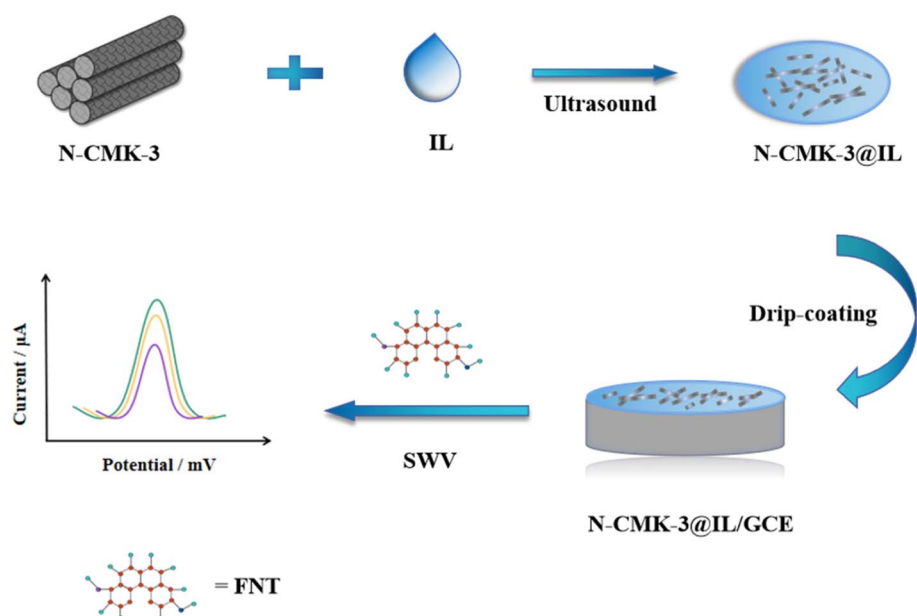 N-CMK-3
IL
Ultrasound
N-CMK-3@IL
Drip-coating
Current / μA
Potential / mV
SWV
N-CMK-3@IL/GCE
= FNT